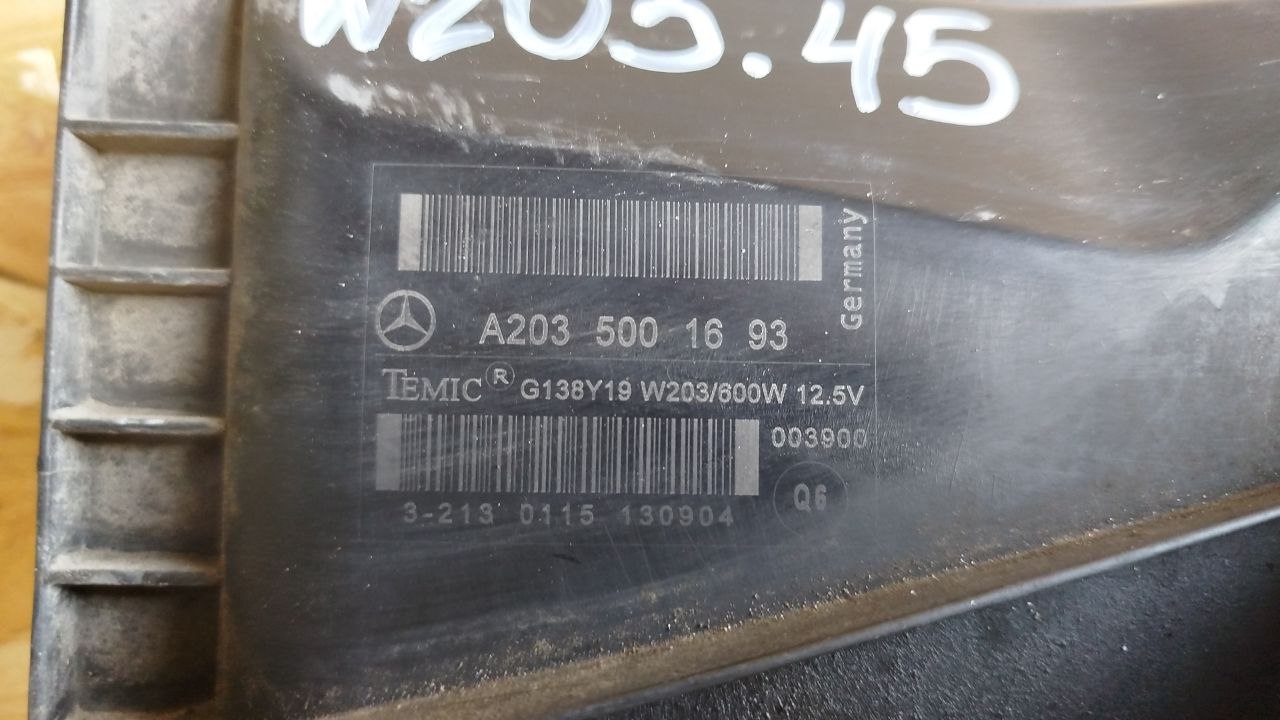 W203.45
Germany
A203 500 16 93
TEMIC® G138Y19 W203/600W 12.5V
003900
3-213 0115 130904
Q6